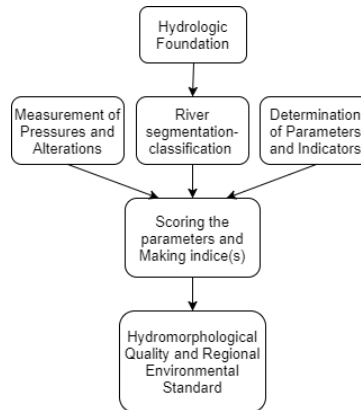 Hydrologic
Foundation
Measurement of
Pressures and
Alterations
River
segmentation-
classification
Determination
of Parameters
and Indicators
Scoring the
parameters and
Making indice(s)
Hydromorphological
Quality and Regional
Environmental
Standard